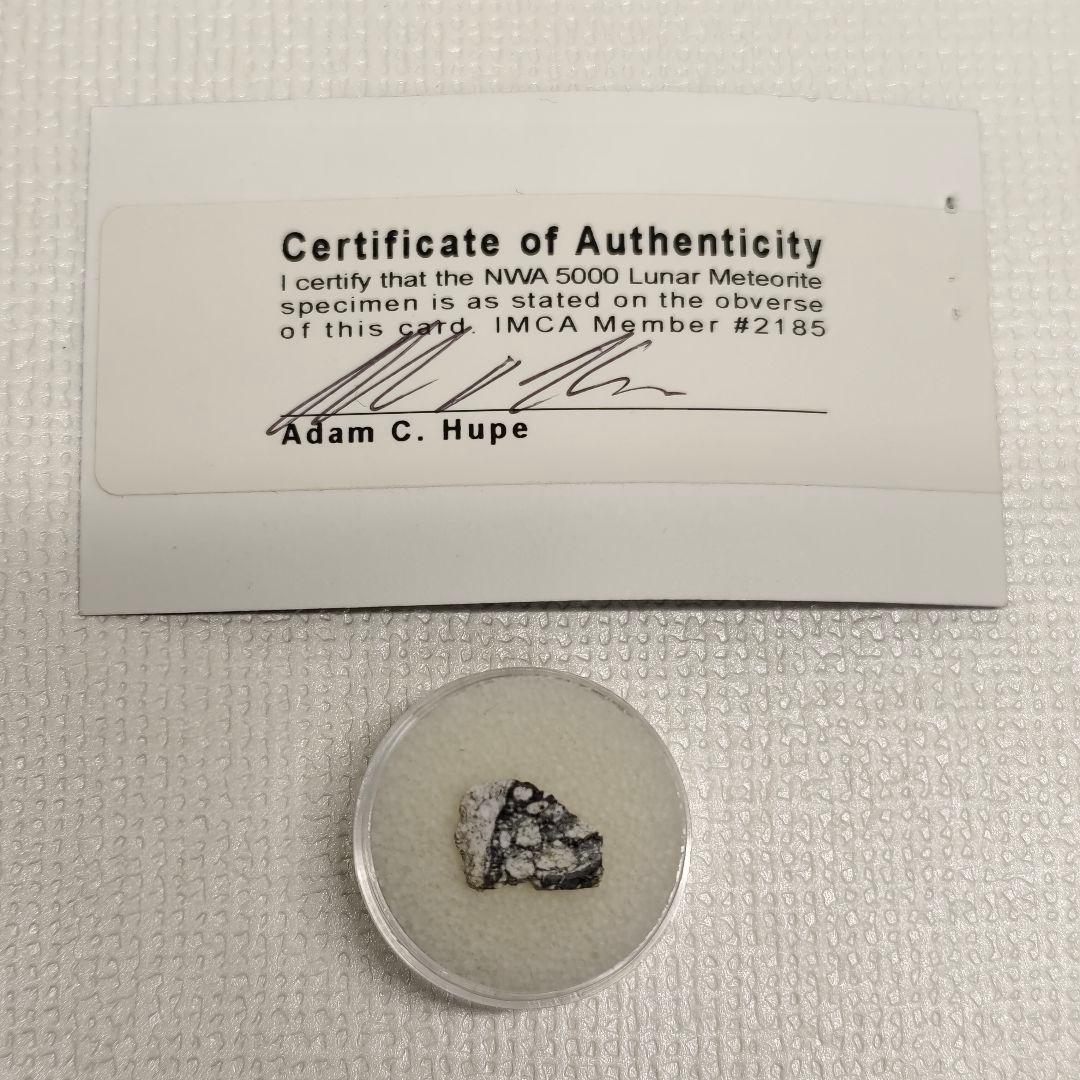 Certificate of Authenticity
I certify that the NWA 5000 Lunar Meteorite
specimen is as stated on the obverse
of this card. IMCA Member #2185
Adam C. Hupe